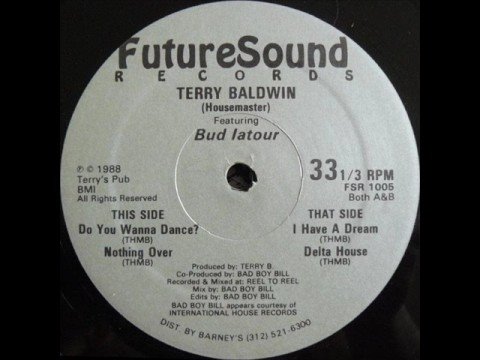 FutureSound
RECORDS
TERRY BALDWIN
(Housemaster)
Featuring
Bud latour
℗ © 1988
Terry's Pub
BMI
All Rights Reserved
33 1/3 RPM
FSR 1005
Both A&B
THIS SIDE
Do You Wanna Dance?
(THMB)
Nothing Over
(THMB)
THAT SIDE
I Have A Dream
(THMB)
Delta House
(THMB)
Produced by: TERRY B.
Co-Produced by: BAD BOY BILL
Recorded & Mixed at: REEL TO REEL
Mix by: BAD BOY BILL
Edits by: BAD BOY BILL
BAD BOY BILL appears courtesy of
INTERNATIONAL HOUSE RECORDS
DIST. BY BARNEY'S (312) 521-6300